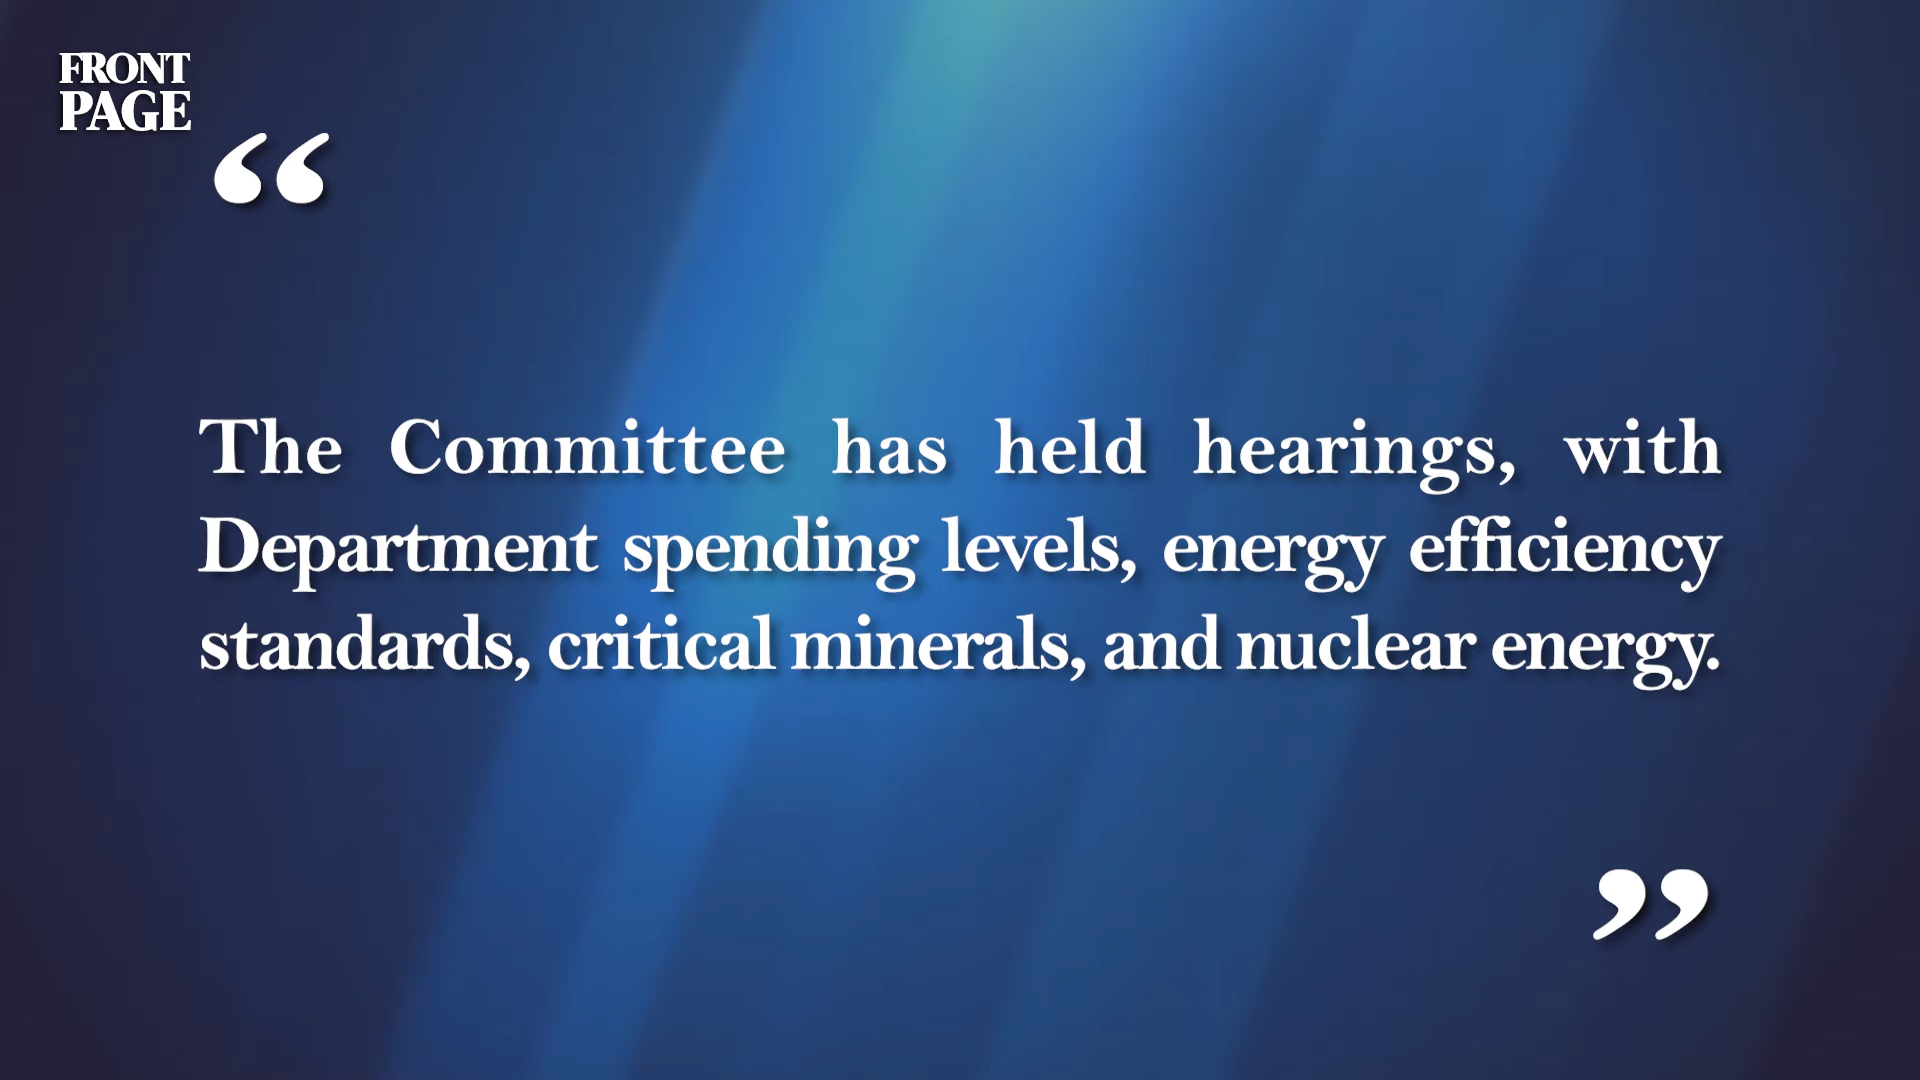 FRONT
PAGE
“
The Committee has held hearings, with
Department spending levels, energy efficiency
standards, critical minerals, and nuclear energy.
”